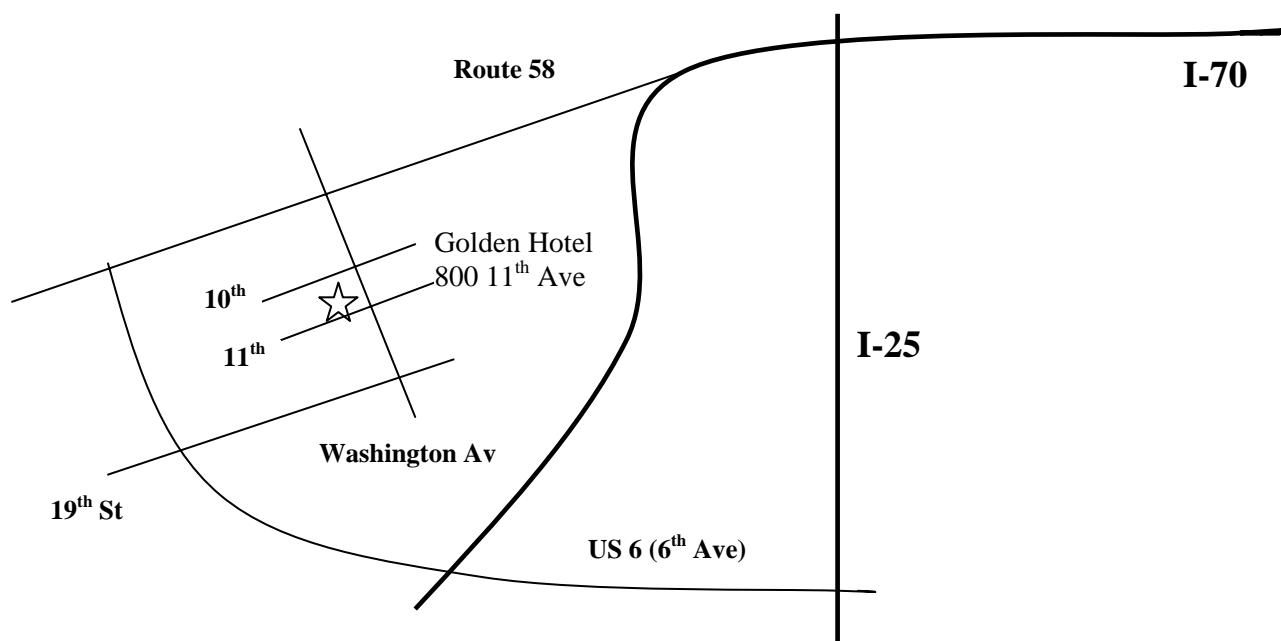 Route 58
I-70
Golden Hotel
800 11th Ave
10th
11th
I-25
Washington Av
19th St
US 6 (6th Ave)